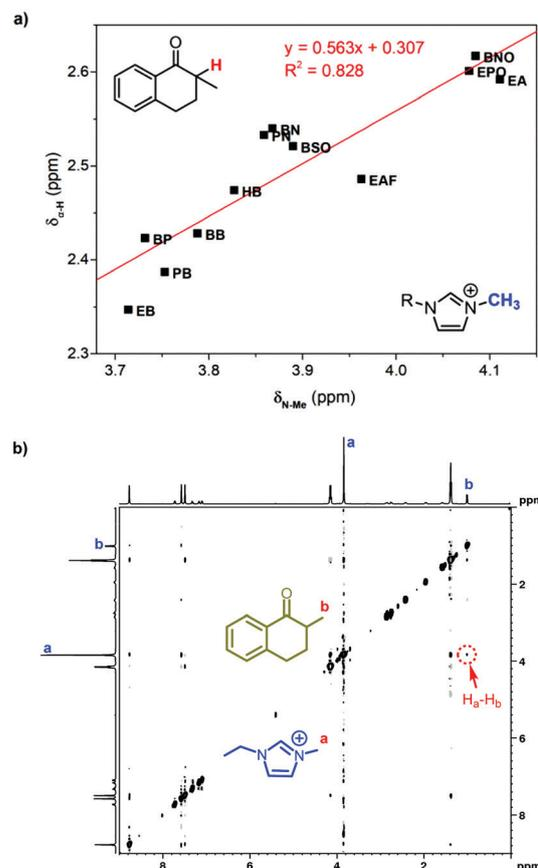 a)
y = 0.563x + 0.307
R² = 0.828
O
H
BNO
EPO
EA
BN
PN
BSO
EAF
HB
BP
BB
PB
EB
R
N
N
CH₃
2.6
2.5
2.4
2.3
δα-H (ppm)
3.7 3.8 3.9 4.0 4.1
δN-Me (ppm)
b)
a
b
ppm
b
a
O
b
N
N
a
Hₐ-H_b
2
4
6
8
8 6 4 2 ppm